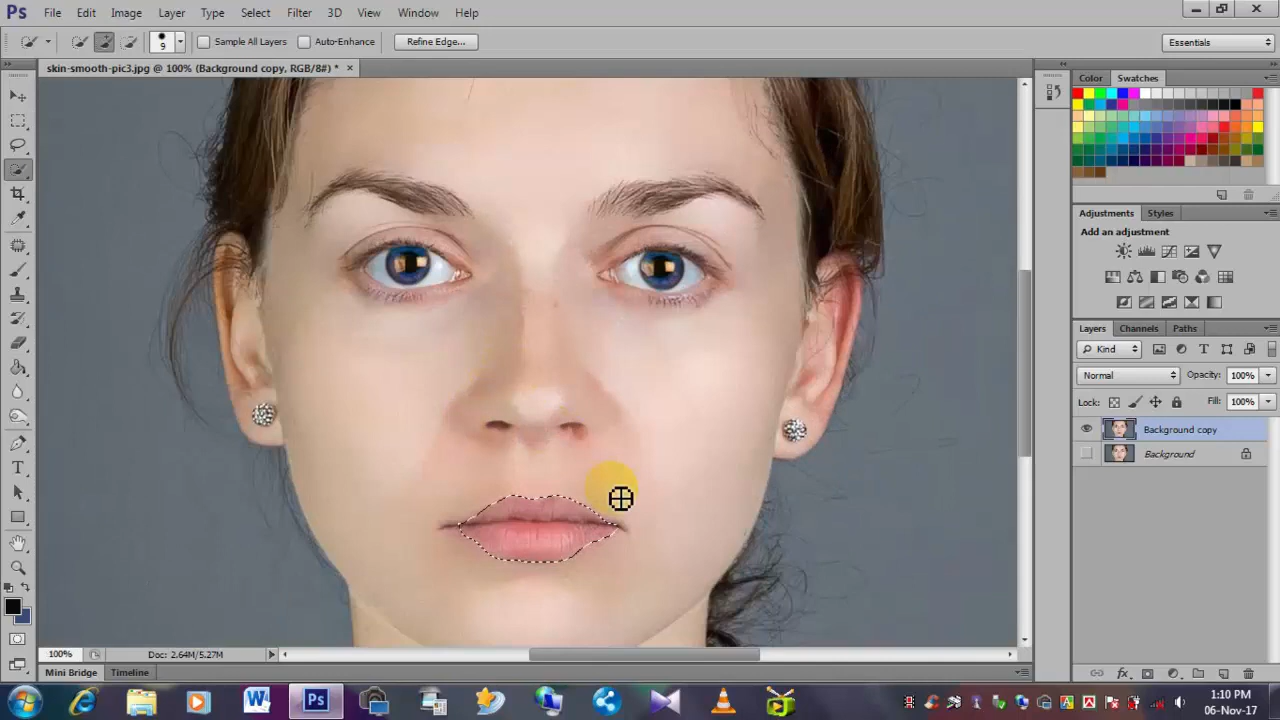 Ps File Edit Image Layer Type Select Filter 3D View Window Help
9 Sample All Layers Auto-Enhance Refine Edge... Essentials
skin-smooth-pic3.jpg @ 100% (Background copy, RGB/8#) * ×
Color Swatches
Adjustments Styles
Add an adjustment
Layers Channels Paths
Kind T
Normal Opacity: 100%
Lock: Fill: 100%
Background copy
Background
T
fx
100% Doc: 2.64M/5.27M
Mini Bridge Timeline
W Ps
1:10 PM
06-Nov-17